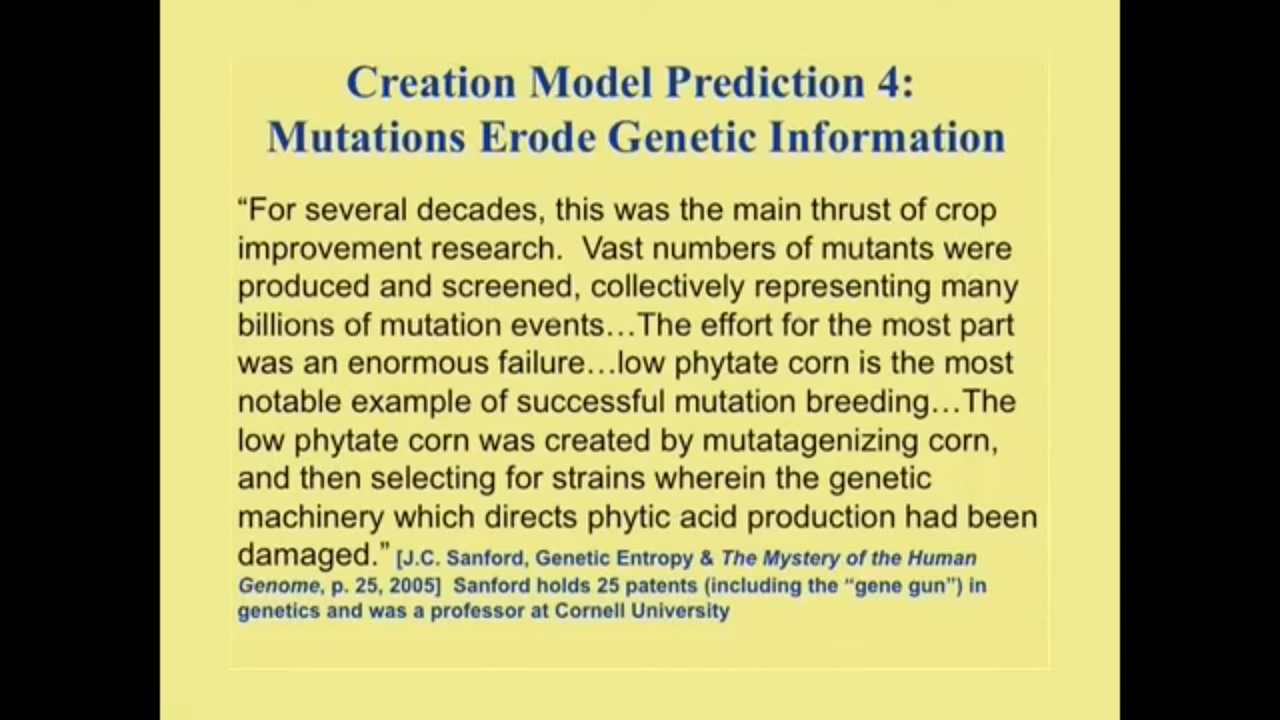 Creation Model Prediction 4:
Mutations Erode Genetic Information
“For several decades, this was the main thrust of crop
improvement research.  Vast numbers of mutants were
produced and screened, collectively representing many
billions of mutation events…The effort for the most part
was an enormous failure…low phytate corn is the most
notable example of successful mutation breeding…The
low phytate corn was created by mutatagenizing corn,
and then selecting for strains wherein the genetic
machinery which directs phytic acid production had been
damaged.” [J.C. Sanford, Genetic Entropy & The Mystery of the Human
Genome, p. 25, 2005]  Sanford holds 25 patents (including the “gene gun”) in
genetics and was a professor at Cornell University